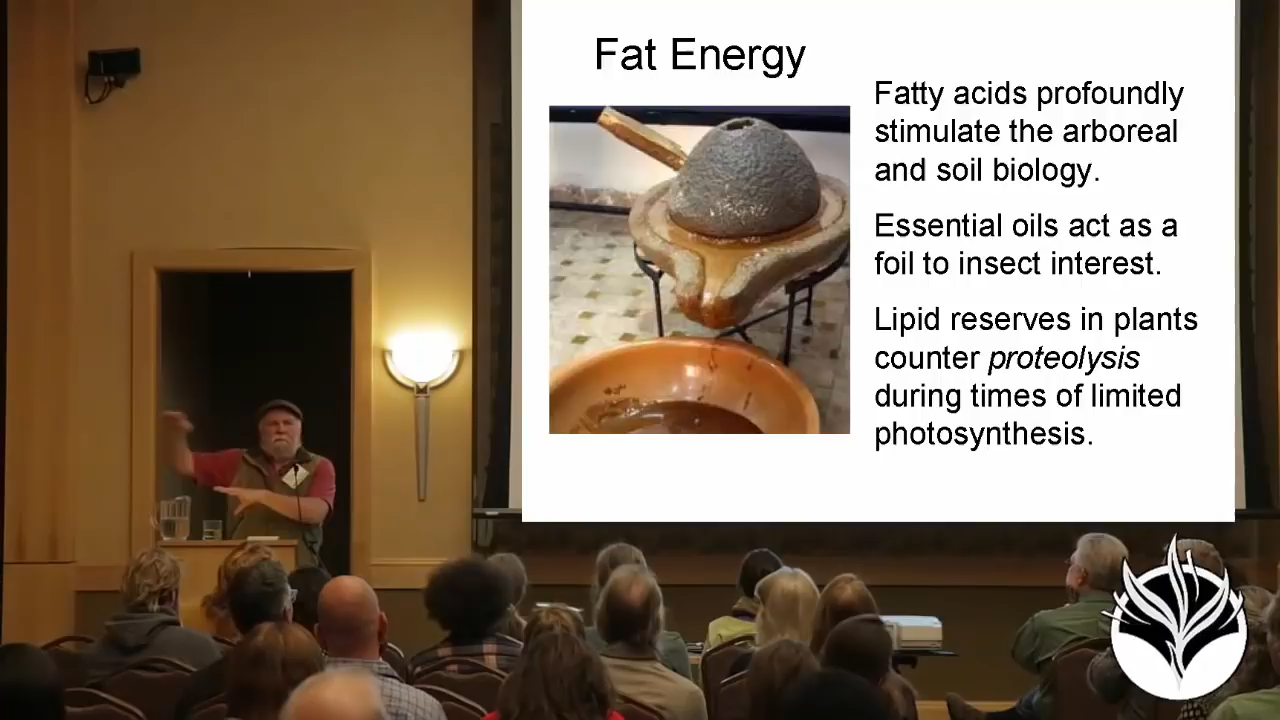 Fat Energy
Fatty acids profoundly
stimulate the arboreal
and soil biology.
Essential oils act as a
foil to insect interest.
Lipid reserves in plants
counter proteolysis
during times of limited
photosynthesis.